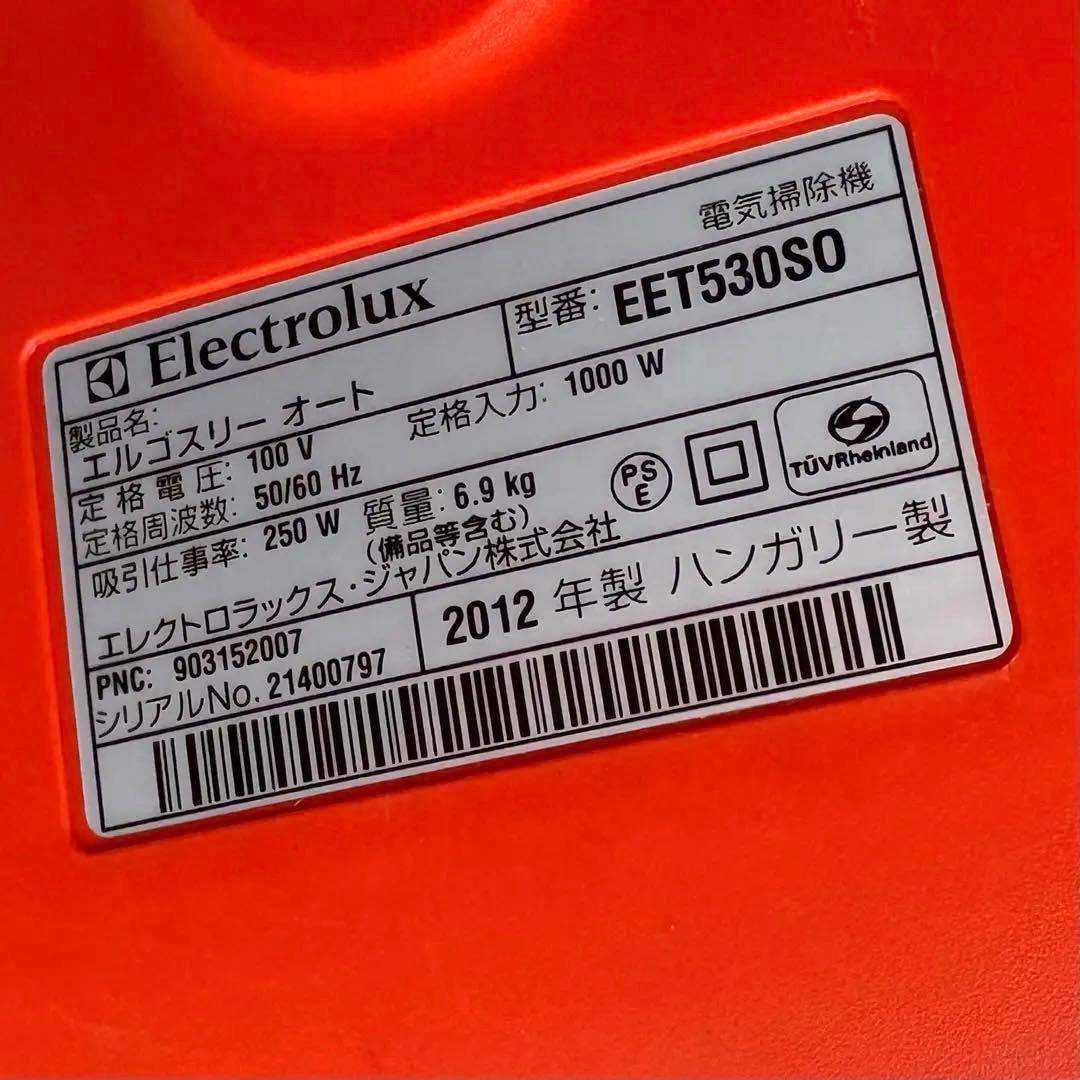 電気掃除機
Electrolux
型番: EET530SO
製品名:
エルゴスリー オート
定格入力: 1000 W
定格電圧: 100 V
定格周波数: 50/60 Hz
吸引仕事率: 250 W
質量: 6.9 kg
(備品等含む)
PS
E
TÜVRheinland
エレクトロラックス・ジャパン株式会社
PNC: 903152007
シリアルNo. 21400797
2012 年製 ハンガリー製